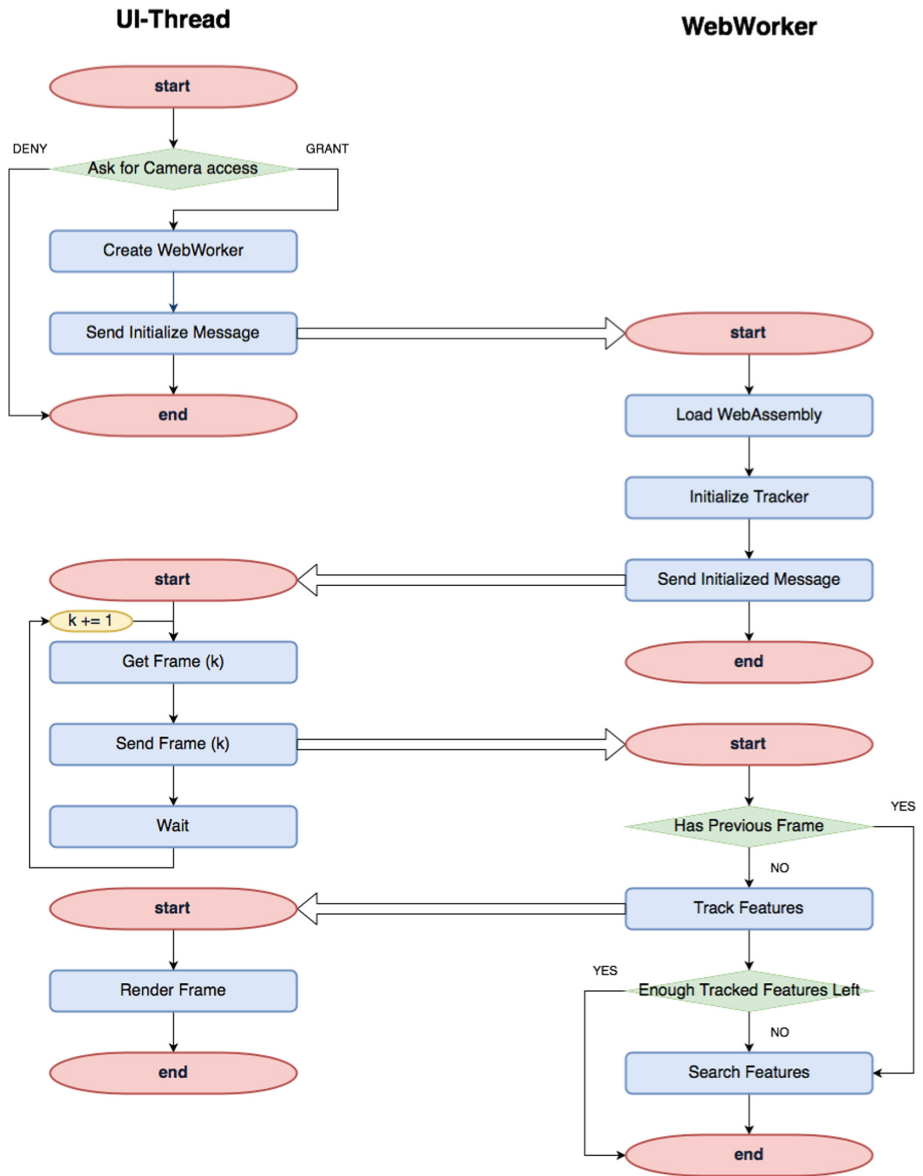 UI-Thread
WebWorker
start
DENY
GRANT
Ask for Camera access
Create WebWorker
Send Initialize Message
start
end
Load WebAssembly
Initialize Tracker
start
Send Initialized Message
k += 1
Get Frame (k)
end
Send Frame (k)
start
YES
Wait
Has Previous Frame
NO
start
Track Features
YES
Render Frame
Enough Tracked Features Left
NO
end
Search Features
end